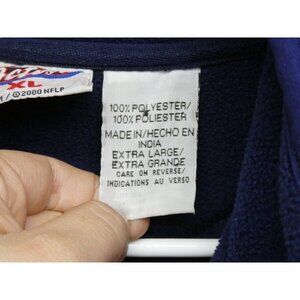 XL
© 2000 NFLP
100% POLYESTER/
100% POLIESTER
MADE IN/HECHO EN
INDIA
EXTRA LARGE/
EXTRA GRANDE
CARE ON REVERSE/
INDICATIONS AU VERSO